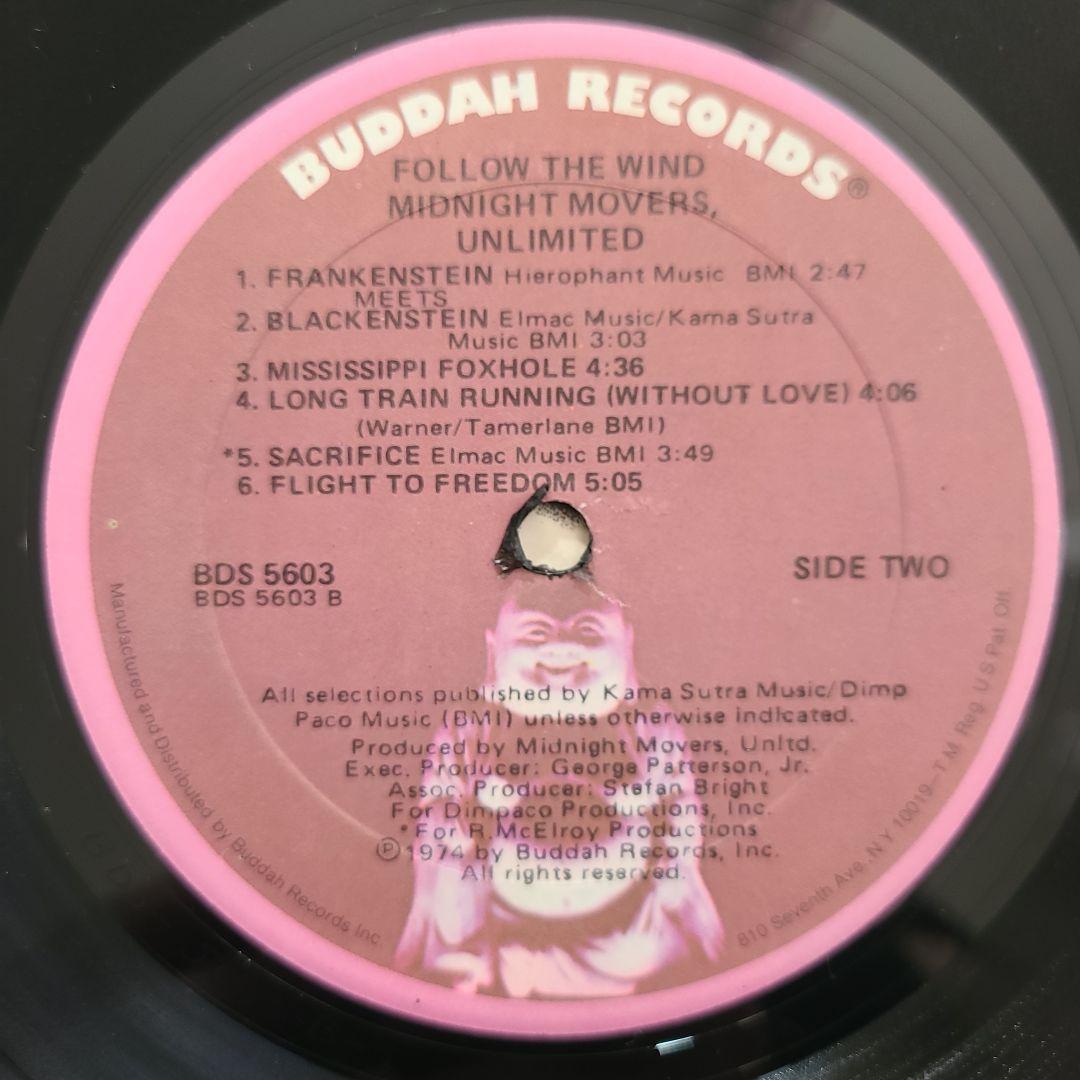 BUDDAH RECORDS®
FOLLOW THE WIND
MIDNIGHT MOVERS,
UNLIMITED
1. FRANKENSTEIN Hierophant Music BMI 2:47
MEETS
2. BLACKENSTEIN Elmac Music/Kama Sutra
Music BMI 3:03
3. MISSISSIPPI FOXHOLE 4:36
4. LONG TRAIN RUNNING (WITHOUT LOVE) 4:06
(Warner/Tamerlane BMI)
*5. SACRIFICE Elmac Music BMI 3:49
6. FLIGHT TO FREEDOM 5:05
BDS 5603
BDS 5603 B
SIDE TWO
All selections published by Kama Sutra Music/Dimp
Paco Music (BMI) unless otherwise indicated.
Produced by Midnight Movers, Unltd.
Exec. Producer: George Patterson, Jr.
Assoc. Producer: Stefan Bright
For Dimpaco Productions, Inc.
*For R.McElroy Productions
℗1974 by Buddah Records, Inc.
All rights reserved.
Manufactured and Distributed by Buddah Records Inc.
810 Seventh Ave., NY 10019–T M Reg U S Pat Off